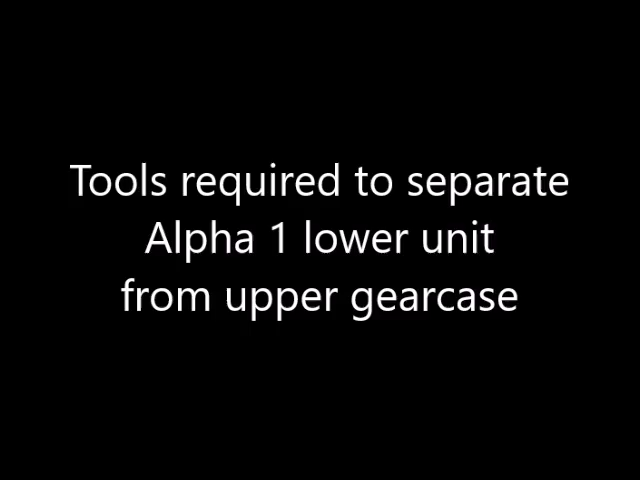 Tools required to separate
Alpha 1 lower unit
from upper gearcase